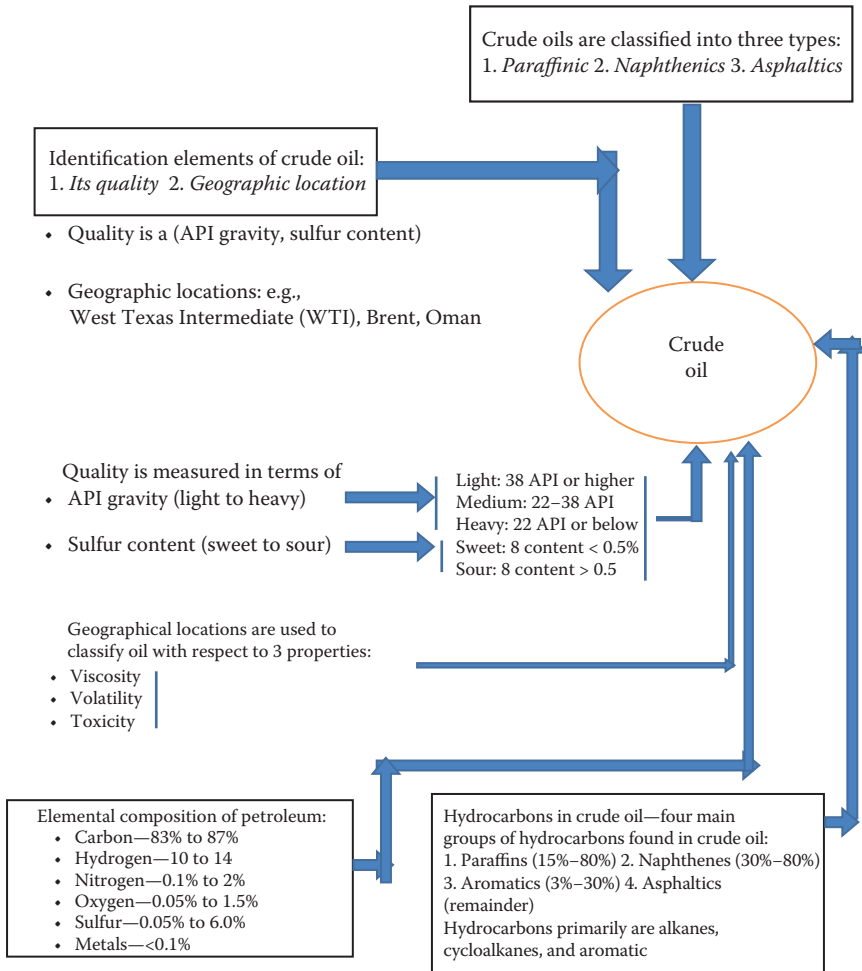 Crude oils are classified into three types:
1. Paraffinic 2. Naphthenics 3. Asphaltics
Identification elements of crude oil:
1. Its quality 2. Geographic location
• Quality is a (API gravity, sulfur content)
• Geographic locations: e.g.,
West Texas Intermediate (WTI), Brent, Oman
Crude
oil
Quality is measured in terms of
• API gravity (light to heavy)
• Sulfur content (sweet to sour)
Light: 38 API or higher
Medium: 22–38 API
Heavy: 22 API or below
Sweet: 8 content < 0.5%
Sour: 8 content > 0.5
Geographical locations are used to
classify oil with respect to 3 properties:
• Viscosity
• Volatility
• Toxicity
Elemental composition of petroleum:
• Carbon—83% to 87%
• Hydrogen—10 to 14
• Nitrogen—0.1% to 2%
• Oxygen—0.05% to 1.5%
• Sulfur—0.05% to 6.0%
• Metals—<0.1%
Hydrocarbons in crude oil—four main
groups of hydrocarbons found in crude oil:
1. Paraffins (15%–80%) 2. Naphthenes (30%–80%)
3. Aromatics (3%–30%) 4. Asphaltics
(remainder)
Hydrocarbons primarily are alkanes,
cycloalkanes, and aromatic